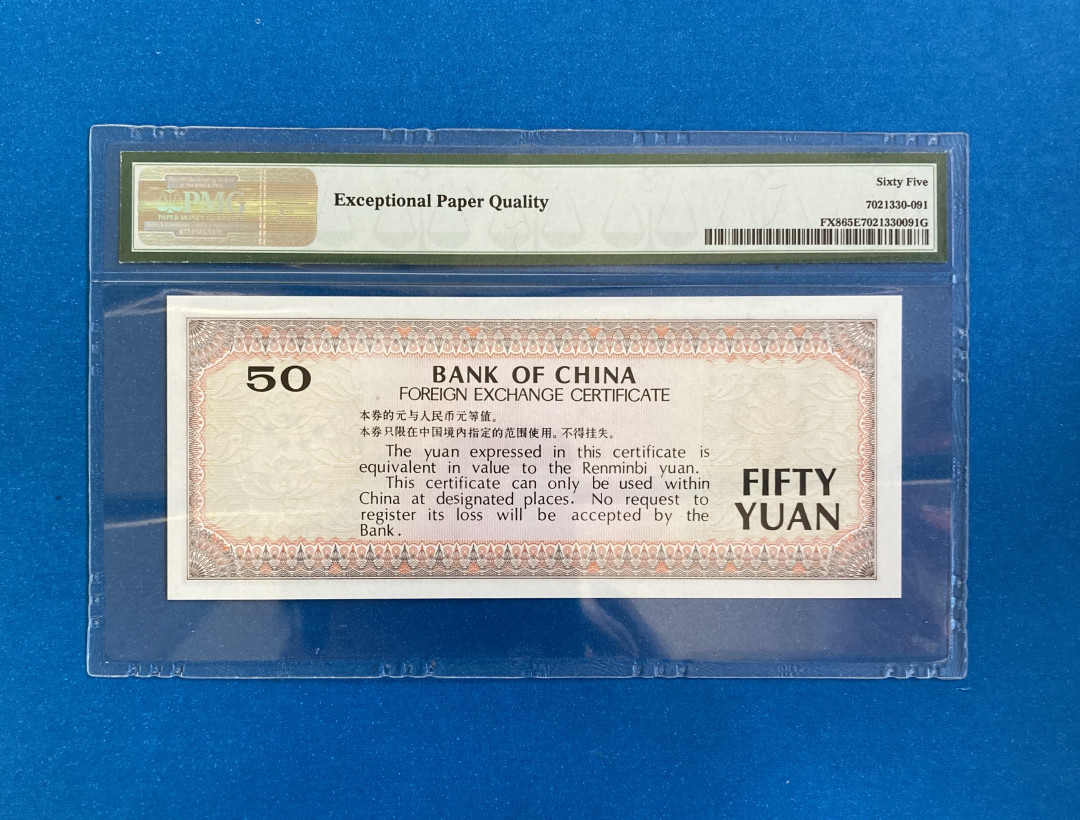 PMG
PAPER MONEY GUARANTY
Exceptional Paper Quality
Sixty Five
7021330-091
FX865E7021330091G
50
BANK OF CHINA
FOREIGN EXCHANGE CERTIFICATE
本券的元与人民币元等值。
本券只限在中国境内指定的范围使用。不得挂失。
The yuan expressed in this certificate is
equivalent in value to the Renminbi yuan.
This certificate can only be used within
China at designated places. No request to
register its loss will be accepted by the
Bank.
FIFTY
YUAN